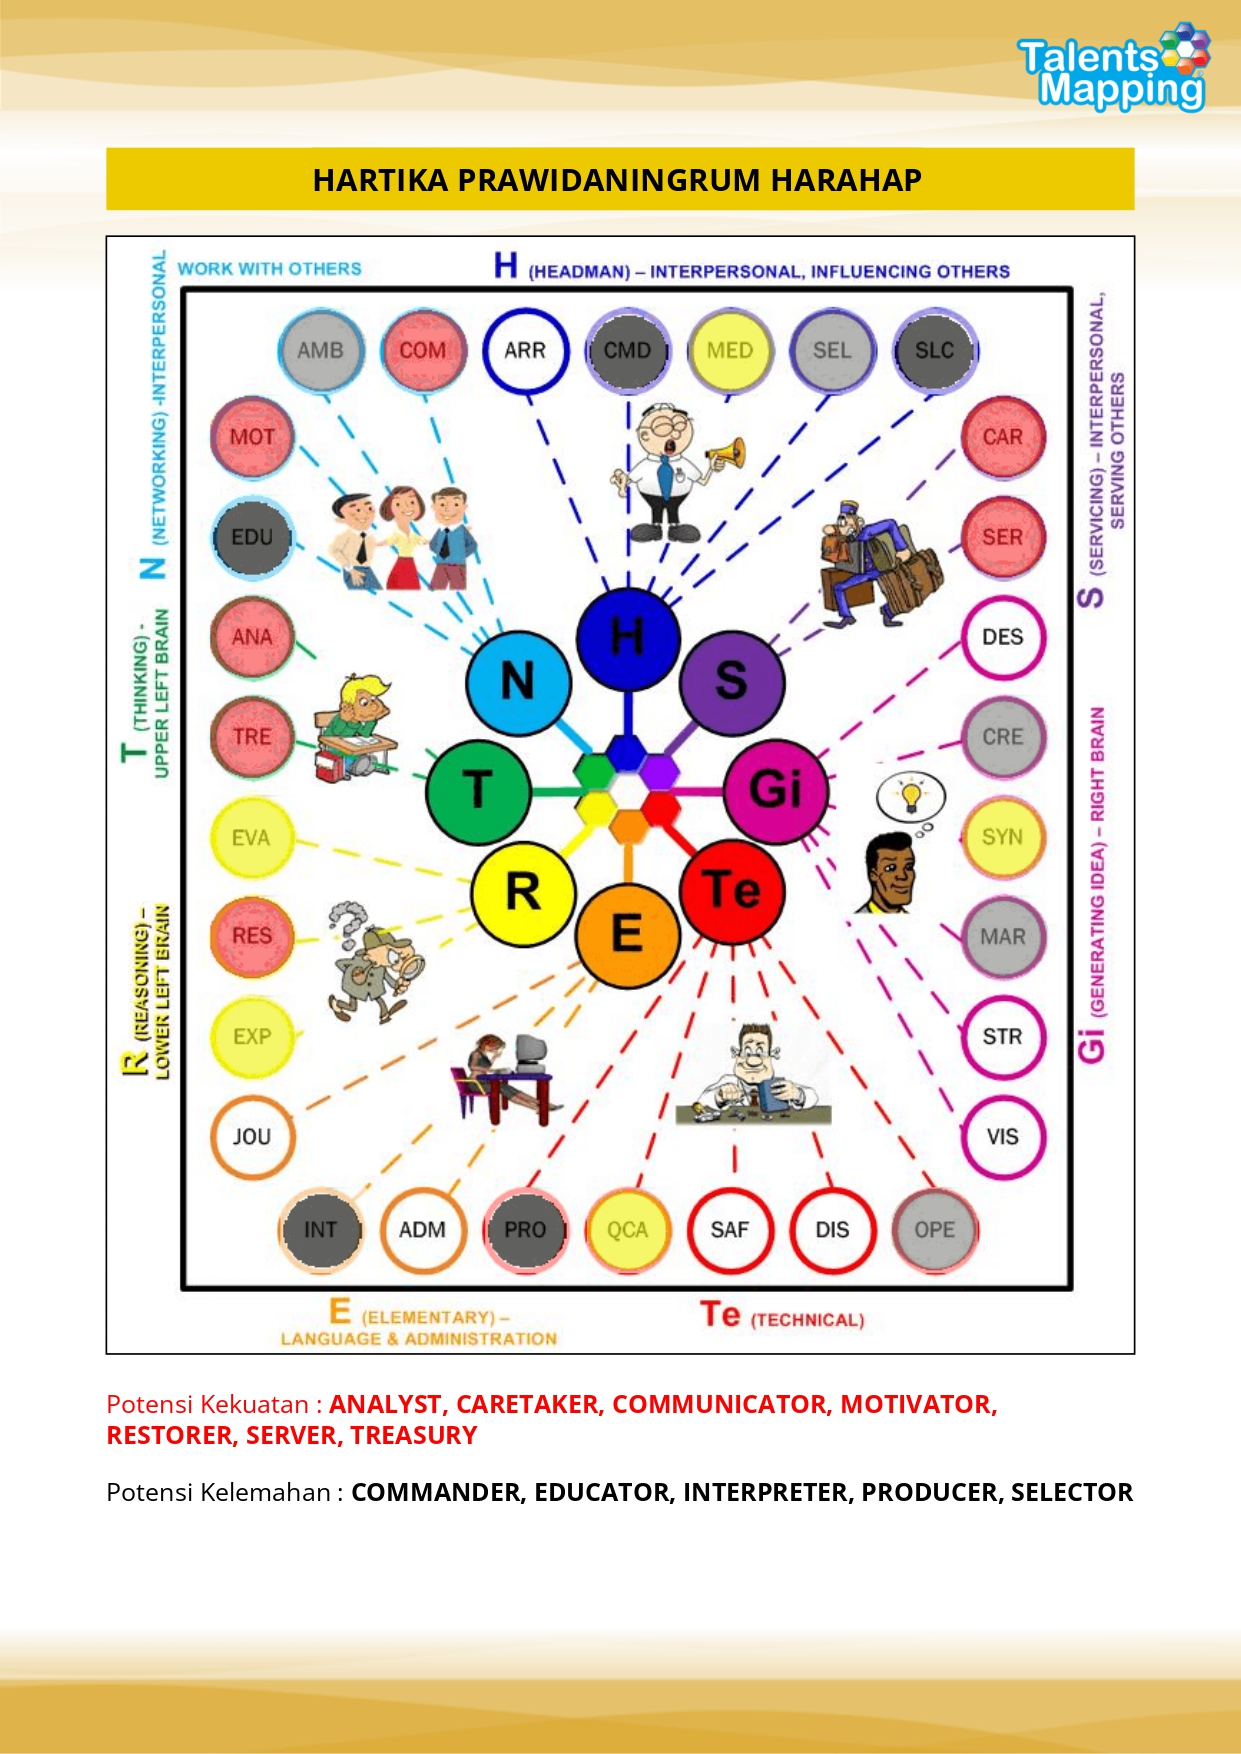 Talents
Mapping
HARTIKA PRAWIDANINGRUM HARAHAP
WORK WITH OTHERS
H (HEADMAN) – INTERPERSONAL, INFLUENCING OTHERS
N (NETWORKING) -INTERPERSONAL
T (THINKING) -
UPPER LEFT BRAIN
R (REASONING) –
LOWER LEFT BRAIN
S (SERVICING) – INTERPERSONAL,
SERVING OTHERS
Gi (GENERATING IDEA) – RIGHT BRAIN
AMB COM ARR CMD MED SEL SLC
MOT CAR
EDU SER
ANA DES
TRE CRE
EVA SYN
RES MAR
EXP STR
JOU VIS
H
N S
T Gi
R Te
E
INT ADM PRO QCA SAF DIS OPE
E (ELEMENTARY) –
LANGUAGE & ADMINISTRATION
Te (TECHNICAL)
Potensi Kekuatan : ANALYST, CARETAKER, COMMUNICATOR, MOTIVATOR,
RESTORER, SERVER, TREASURY
Potensi Kelemahan : COMMANDER, EDUCATOR, INTERPRETER, PRODUCER, SELECTOR